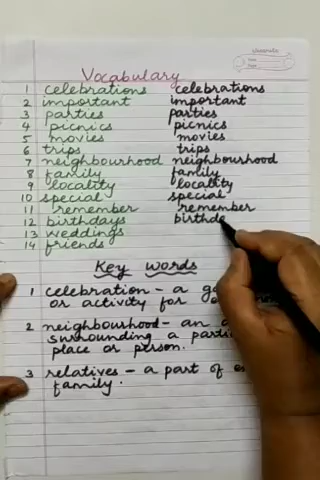 Vocabulary
1 celebrations celebrations
2 important important
3 parties parties
4 picnics picnics
5 movies movies
6 trips trips
7 neighbourhood neighbourhood
8 family family
9 locality locality
10 special special
11 remember remember
12 birthdays birthda
13 weddings
14 friends
Key words
1 celebration - a
or activity for
2 neighbourhood - an
surrounding a
place or person.
3 relatives - a part of
family.